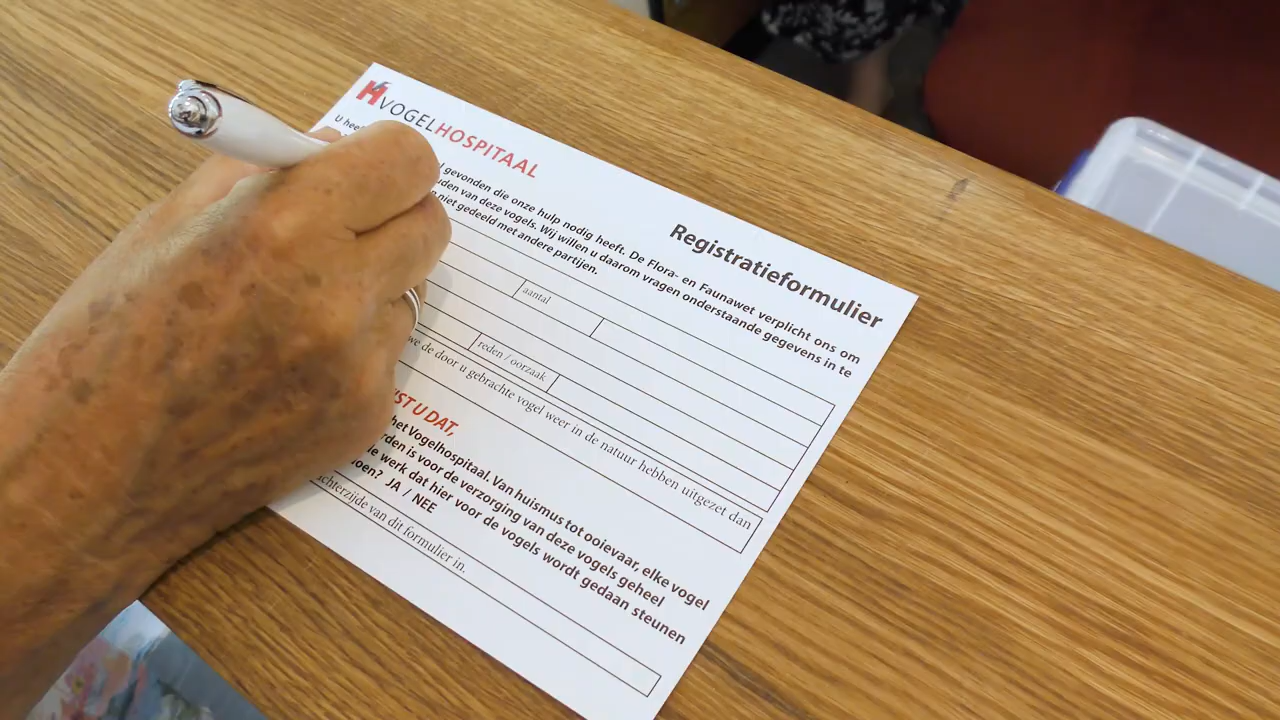 VOGELHOSPITAAL
Registratieformulier
U heef
gevonden die onze hulp nodig heeft. De Flora- en Faunawet verplicht ons om
van deze vogels. Wij willen u daarom vragen onderstaande gegevens in te
niet gedeeld met andere partijen.
aantal
reden / oorzaak
we de door u gebrachte vogel weer in de natuur hebben uitgezet dan
IST U DAT,
het Vogelhospitaal. Van huismus tot ooievaar, elke vogel
rden is voor de verzorging van deze vogels geheel
ie werk dat hier voor de vogels wordt gedaan steunen
oen? JA / NEE
chterzijde van dit formulier in.